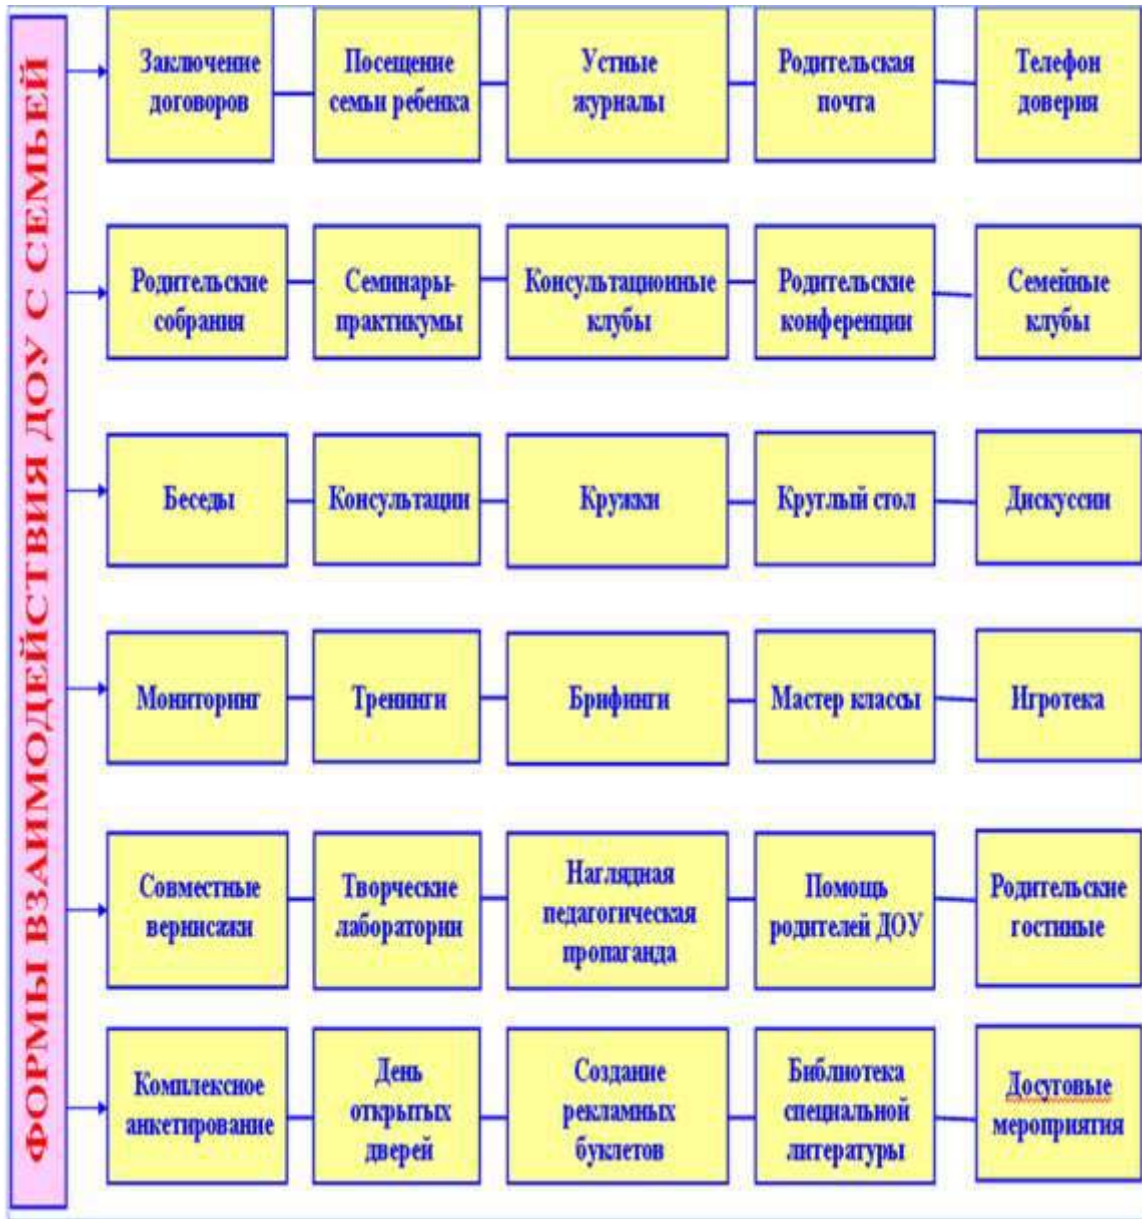 ФОРМЫ ВЗАИМОДЕЙСТВИЯ ДОУ С СЕМЬЕЙ
Заключение
договоров
Посещение
семьи ребенка
Устные
журналы
Родительская
почта
Телефон
доверия
Родительские
собрания
Семинары-
практикумы
Консультационные
клубы
Родительские
конференции
Семейные
клубы
Беседы
Консультации
Кружки
Круглый стол
Дискуссии
Мониторинг
Тренинги
Брифинги
Мастер классы
Игротека
Совместные
вернисажи
Творческие
лаборатории
Наглядная
педагогическая
пропаганда
Помощь
родителей ДОУ
Родительские
гостиные
Комплексное
анкетирование
День
открытых
дверей
Создание
рекламных
буклетов
Библиотека
специальной
литературы
Досуговые
мероприятия